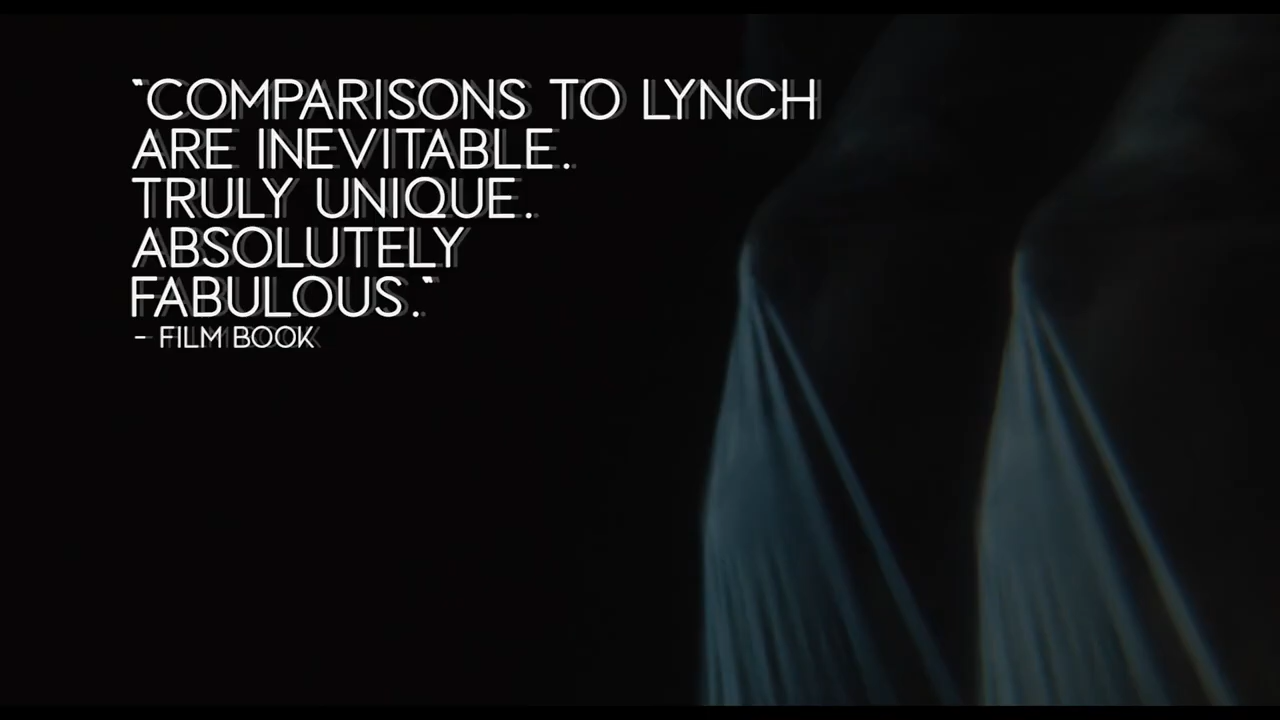 "COMPARISONS TO LYNCH
ARE INEVITABLE.
TRULY UNIQUE.
ABSOLUTELY
FABULOUS."
- FILM BOOK